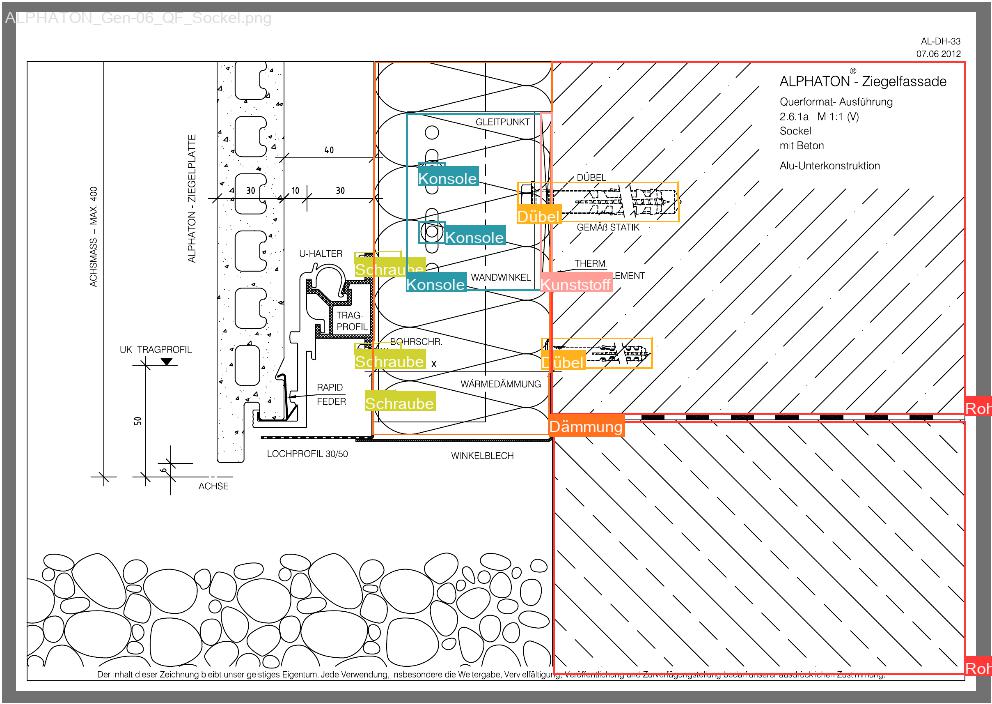 ALPHATON_Gen-06_QF_Sockel.png
AL-DH-33
07.06 2012
ALPHATON® - Ziegelfassade
Querformat- Ausführung
2.6.1a M 1:1 (V)
Sockel
mit Beton
Alu-Unterkonstruktion
GLEITPUNKT
40
Konsole
DÜBEL
30
10
30
Dübel
GEMÄß STATIK
ACHSMASS – MAX 400
ALPHATON - ZIEGELPLATTE
Konsole
U-HALTER
Schraube
THERM
ELEMENT
WANDWINKEL
Konsole
Kunststoff
TRAG-
PROFIL
BOHRSCHR.
UK TRAGPROFIL
Schraube
x
Dübel
RAPID
FEDER
WÄRMEDÄMMUNG
Schraube
Roh
50
Dämmung
LOCHPROFIL 30/50
WINKELBLECH
6
ACHSE
Roh
Der Inhalt dieser Zeichnung bleibt unser geistiges Eigentum. Jede Verwendung, insbesondere die Weitergabe, Vervielfältigung, Veröffentlichung und Zurverfügungstellung bedarf unserer ausdrücklichen Zustimmung.